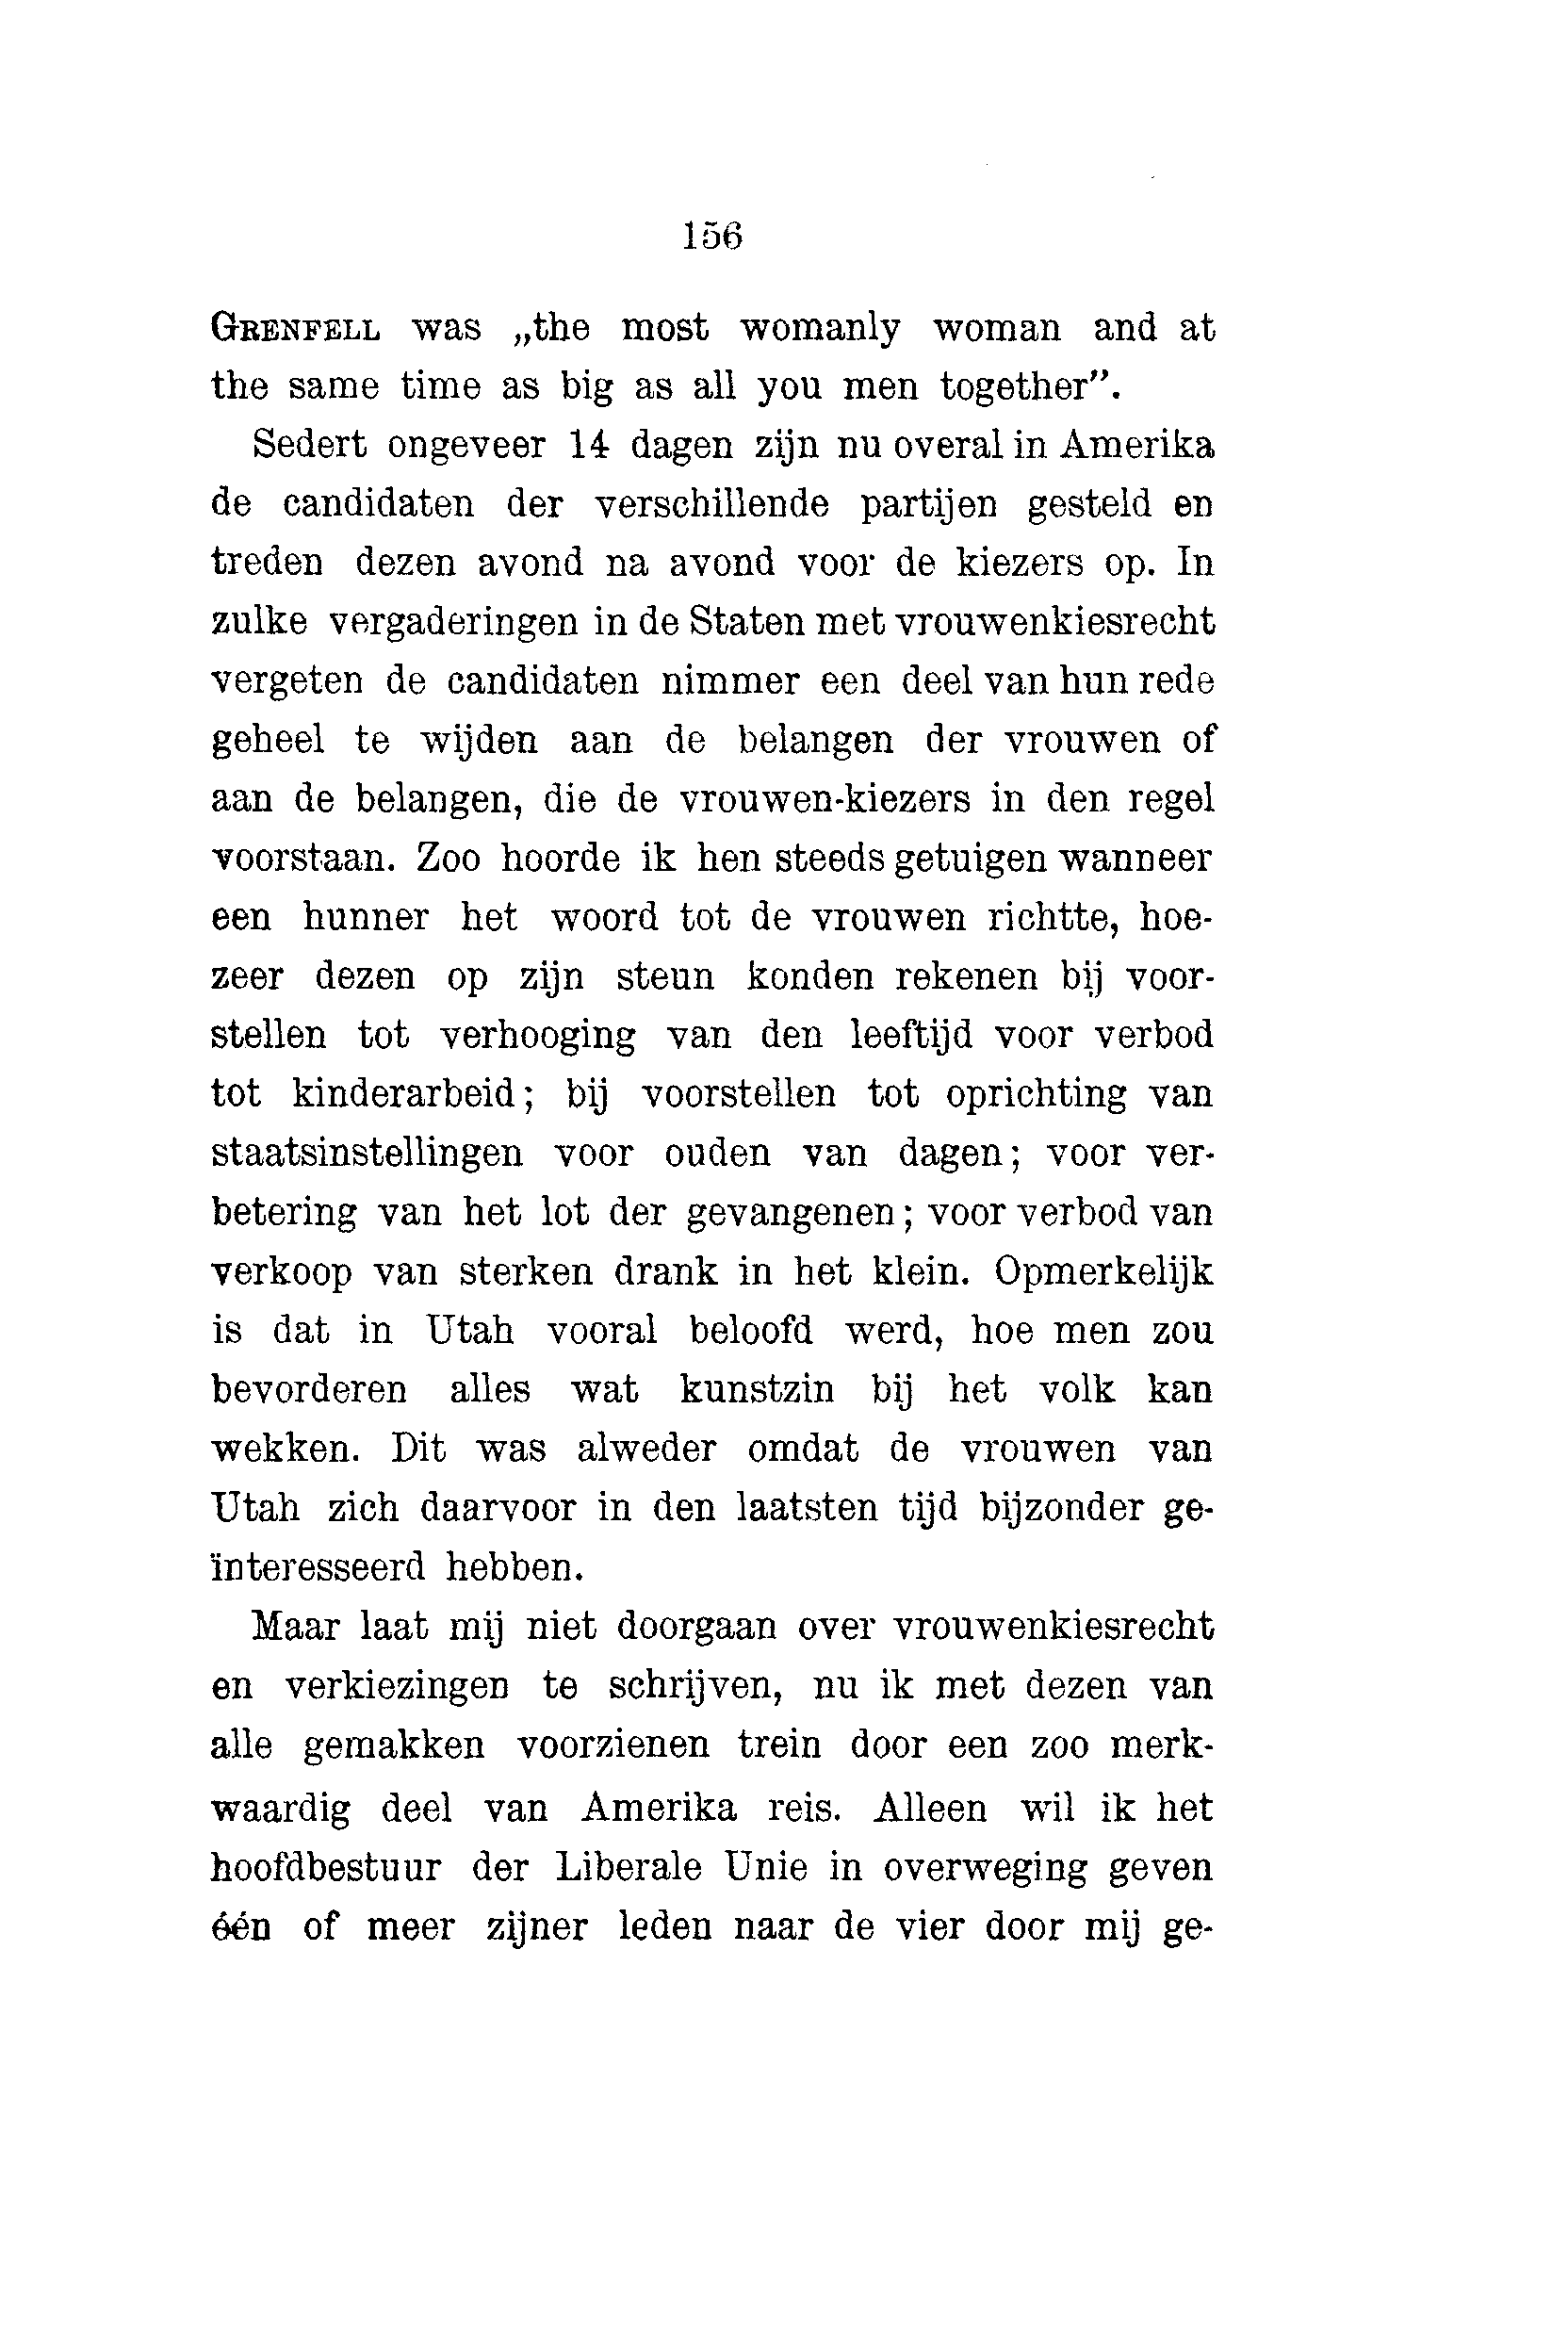 156
GRENFELL was „the most womanly woman and at
the same time as big as all you men together”.
Sedert ongeveer 14 dagen zijn nu overal in Amerika
de candidaten der verschillende partijen gesteld en
treden dezen avond na avond voor de kiezers op. In
zulke vergaderingen in de Staten met vrouwenkiesrecht
vergeten de candidaten nimmer een deel van hun rede
geheel te wijden aan de belangen der vrouwen of
aan de belangen, die de vrouwen-kiezers in den regel
voorstaan. Zoo hoorde ik hen steeds getuigen wanneer
een hunner het woord tot de vrouwen richtte, hoe-
zeer dezen op zijn steun konden rekenen bij voor-
stellen tot verhooging van den leeftijd voor verbod
tot kinderarbeid; bij voorstellen tot oprichting van
staatsinstellingen voor ouden van dagen; voor ver-
betering van het lot der gevangenen; voor verbod van
verkoop van sterken drank in het klein. Opmerkelijk
is dat in Utah vooral beloofd werd, hoe men zou
bevorderen alles wat kunstzin bij het volk kan
wekken. Dit was alweder omdat de vrouwen van
Utah zich daarvoor in den laatsten tijd bijzonder ge-
ïnteresseerd hebben.
Maar laat mij niet doorgaan over vrouwenkiesrecht
en verkiezingen te schrijven, nu ik met dezen van
alle gemakken voorzienen trein door een zoo merk-
waardig deel van Amerika reis. Alleen wil ik het
hoofdbestuur der Liberale Unie in overweging geven
één of meer zijner leden naar de vier door mij ge-